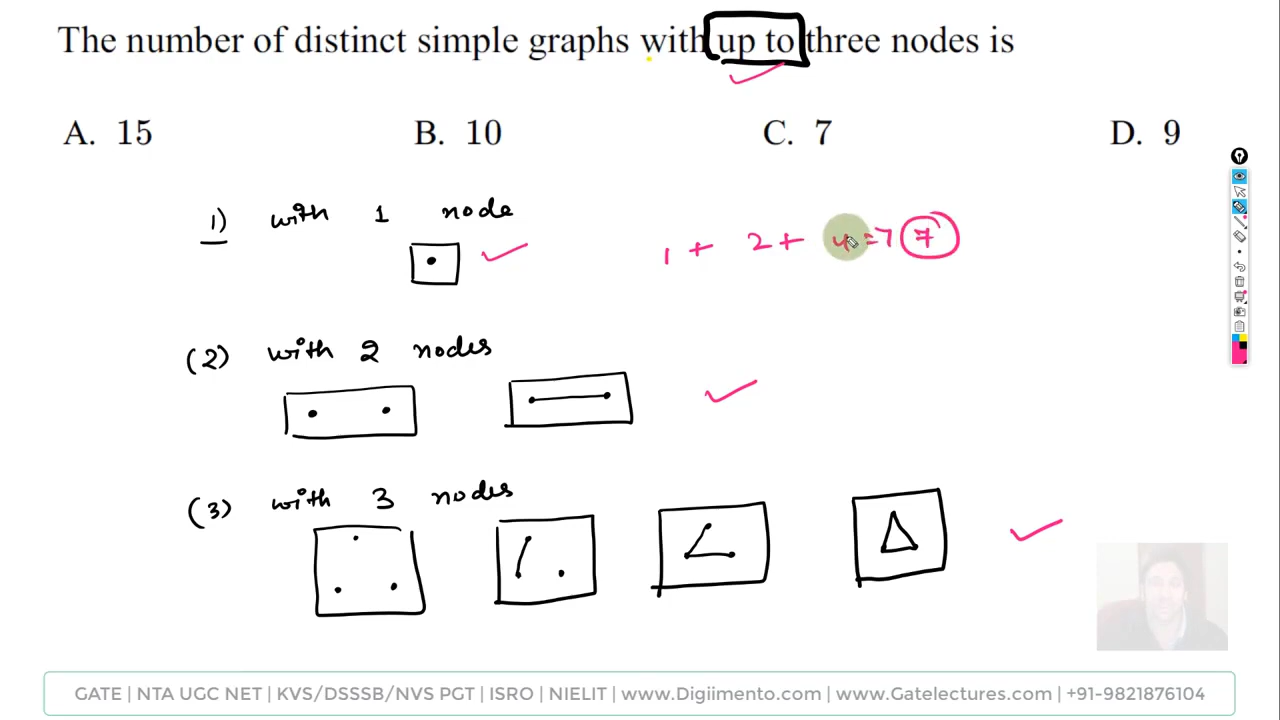 The number of distinct simple graphs with up to three nodes is
A. 15 B. 10 C. 7 D. 9
1) with 1 node
1 + 2 + 4 = 7 7
(2) with 2 nodes
(3) with 3 nodes
GATE | NTA UGC NET | KVS/DSSSB/NVS PGT | ISRO | NIELIT | www.Digiimento.com | www.Gatelectures.com | +91-9821876104